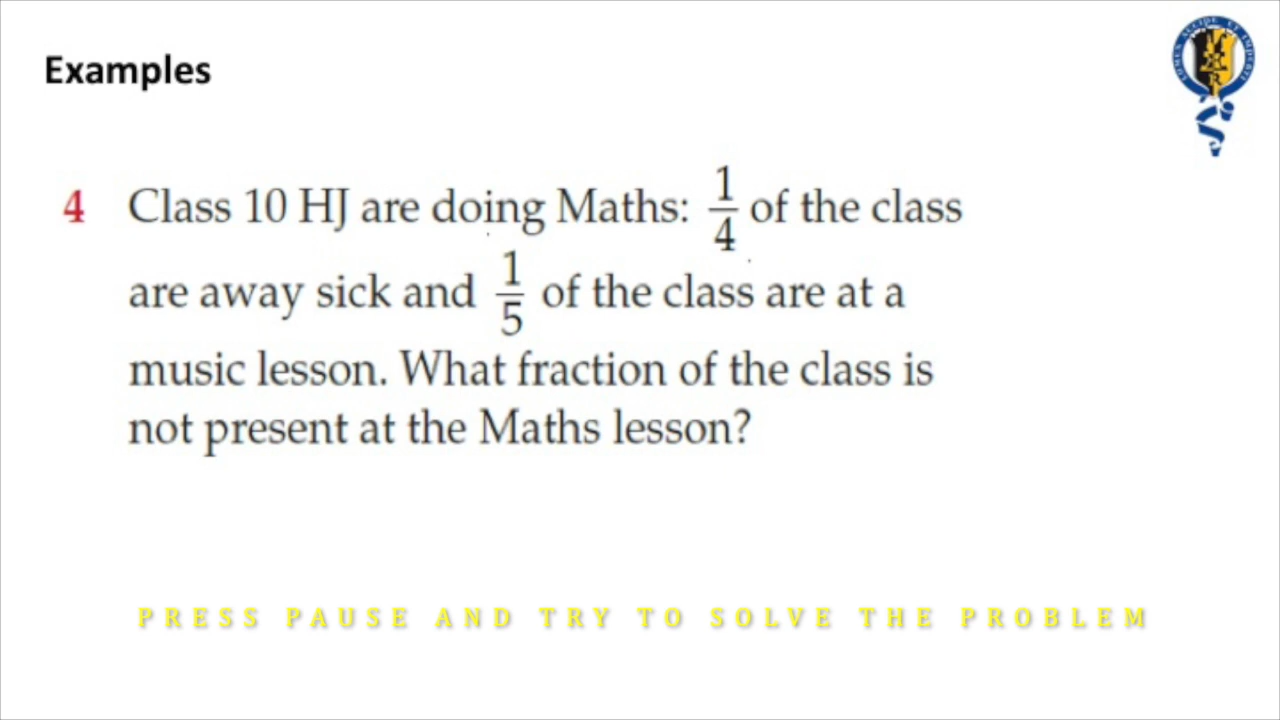 Examples
4 Class 10 HJ are doing Maths: 1/4 of the class
are away sick and 1/5 of the class are at a
music lesson. What fraction of the class is
not present at the Maths lesson?
PRESS PAUSE AND TRY TO SOLVE THE PROBLEM